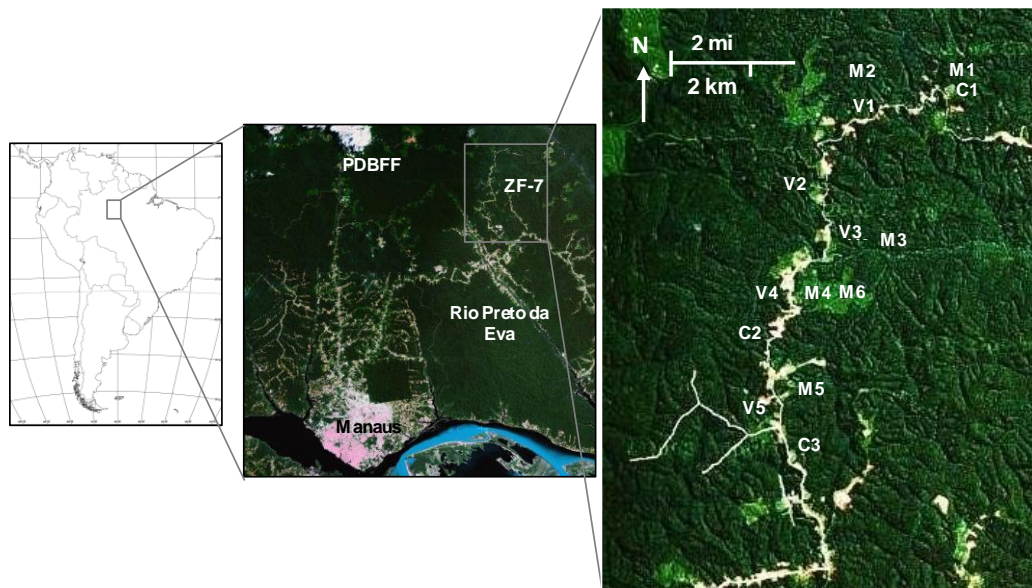 PDBFF
ZF-7
Rio Preto da
Eva
Manaus
N
2 mi
2 km
M2
M1
C1
V1
V2
V3
M3
V4
M4
M6
C2
M5
V5
C3